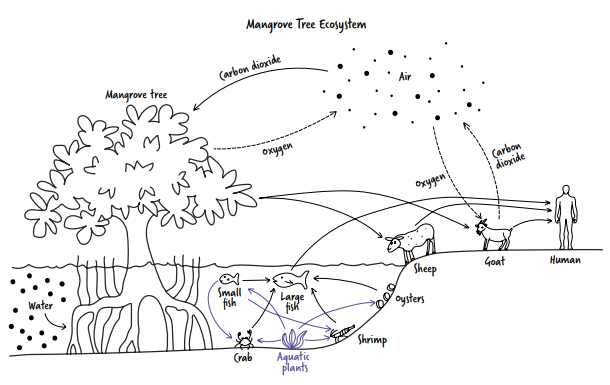 Mangrove Tree Ecosystem
Carbon dioxide
Air
Mangrove tree
Oxygen
Oxygen
Carbon
dioxide
Sheep
Goat
Human
Small
fish
Large
fish
Oysters
Water
Shrimp
Crab
Aquatic
plants